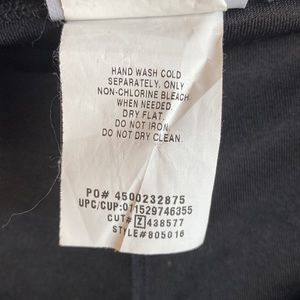 HAND WASH COLD
SEPARATELY. ONLY
NON-CHLORINE BLEACH
WHEN NEEDED.
DRY FLAT.
DO NOT IRON.
DO NOT DRY CLEAN.
PO# 4500232875
UPC/CUP:011529746355
CUT# Z 438577
STYLE#805016